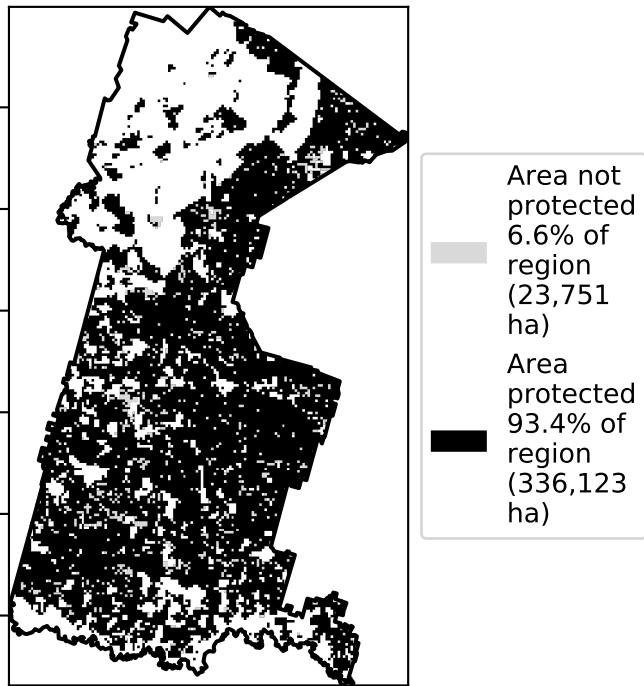 Area not
protected
6.6% of
region
(23,751
ha)
Area
protected
93.4% of
region
(336,123
ha)